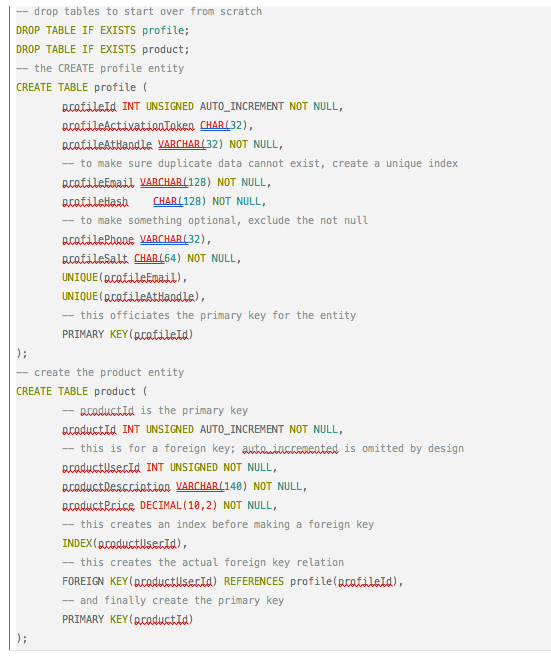 -- drop tables to start over from scratch
DROP TABLE IF EXISTS profile;
DROP TABLE IF EXISTS product;
-- the CREATE profile entity
CREATE TABLE profile (
profileId INT UNSIGNED AUTO_INCREMENT NOT NULL,
profileActivationToken CHAR(32),
profileAtHandle VARCHAR(32) NOT NULL,
-- to make sure duplicate data cannot exist, create a unique index
profileEmail VARCHAR(128) NOT NULL,
profileHash    CHAR(128) NOT NULL,
-- to make something optional, exclude the not null
profilePhone VARCHAR(32),
profileSalt CHAR(64) NOT NULL,
UNIQUE(profileEmail),
UNIQUE(profileAtHandle),
-- this officiates the primary key for the entity
PRIMARY KEY(profileId)
);
-- create the product entity
CREATE TABLE product (
-- productId is the primary key
productId INT UNSIGNED AUTO_INCREMENT NOT NULL,
-- this is for a foreign key; auto_incremented is omitted by design
productUserId INT UNSIGNED NOT NULL,
productDescription VARCHAR(140) NOT NULL,
productPrice DECIMAL(10,2) NOT NULL,
-- this creates an index before making a foreign key
INDEX(productUserId),
-- this creates the actual foreign key relation
FOREIGN KEY(productUserId) REFERENCES profile(profileId),
-- and finally create the primary key
PRIMARY KEY(productId)
);